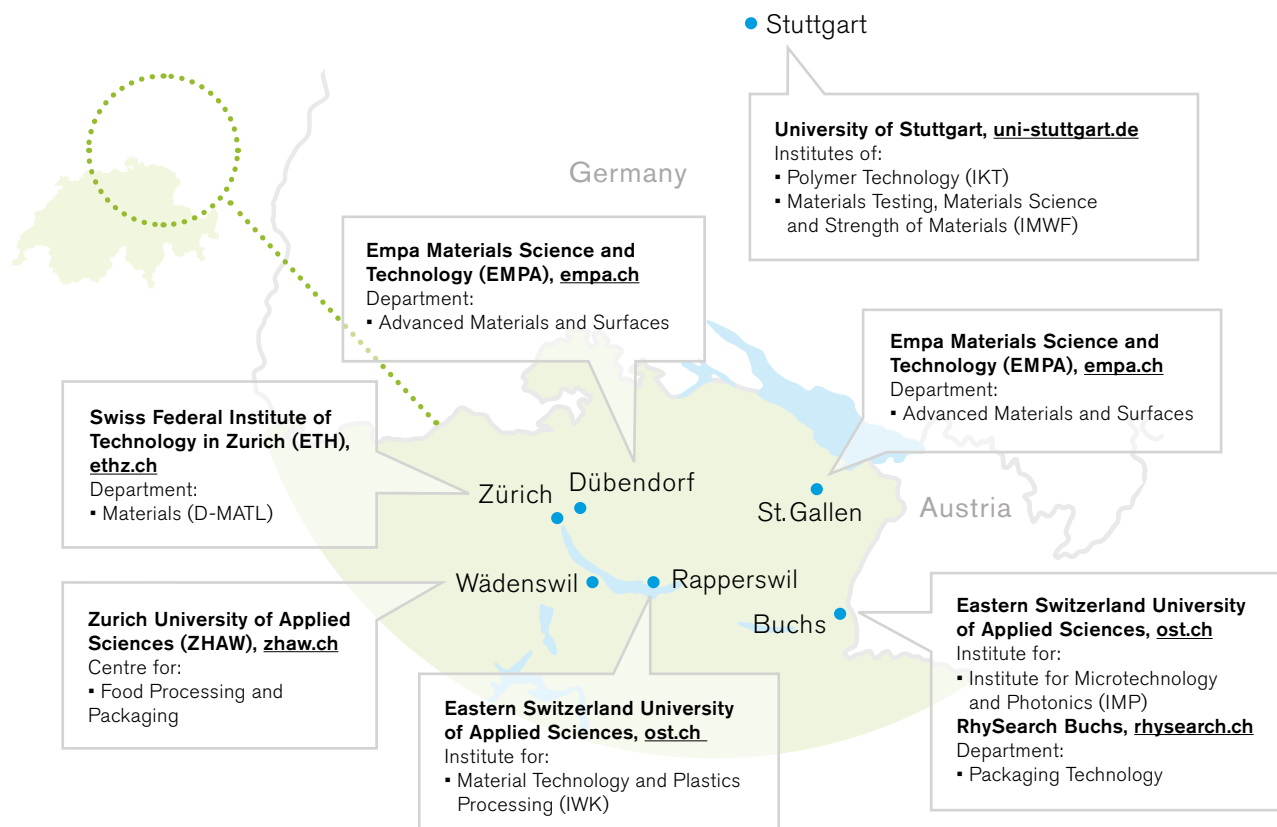 Stuttgart
University of Stuttgart, uni-stuttgart.de
Institutes of:
▪ Polymer Technology (IKT)
▪ Materials Testing, Materials Science
and Strength of Materials (IMWF)
Germany
Empa Materials Science and
Technology (EMPA), empa.ch
Department:
▪ Advanced Materials and Surfaces
Empa Materials Science and
Technology (EMPA), empa.ch
Department:
▪ Advanced Materials and Surfaces
Swiss Federal Institute of
Technology in Zurich (ETH),
ethz.ch
Department:
▪ Materials (D-MATL)
Zürich
Dübendorf
St. Gallen
Austria
Wädenswil
Rapperswil
Buchs
Zurich University of Applied
Sciences (ZHAW), zhaw.ch
Centre for:
▪ Food Processing and
Packaging
Eastern Switzerland University
of Applied Sciences, ost.ch
Institute for:
▪ Material Technology and Plastics
Processing (IWK)
Eastern Switzerland University
of Applied Sciences, ost.ch
Institute for:
▪ Institute for Microtechnology
and Photonics (IMP)
RhySearch Buchs, rhysearch.ch
Department:
▪ Packaging Technology